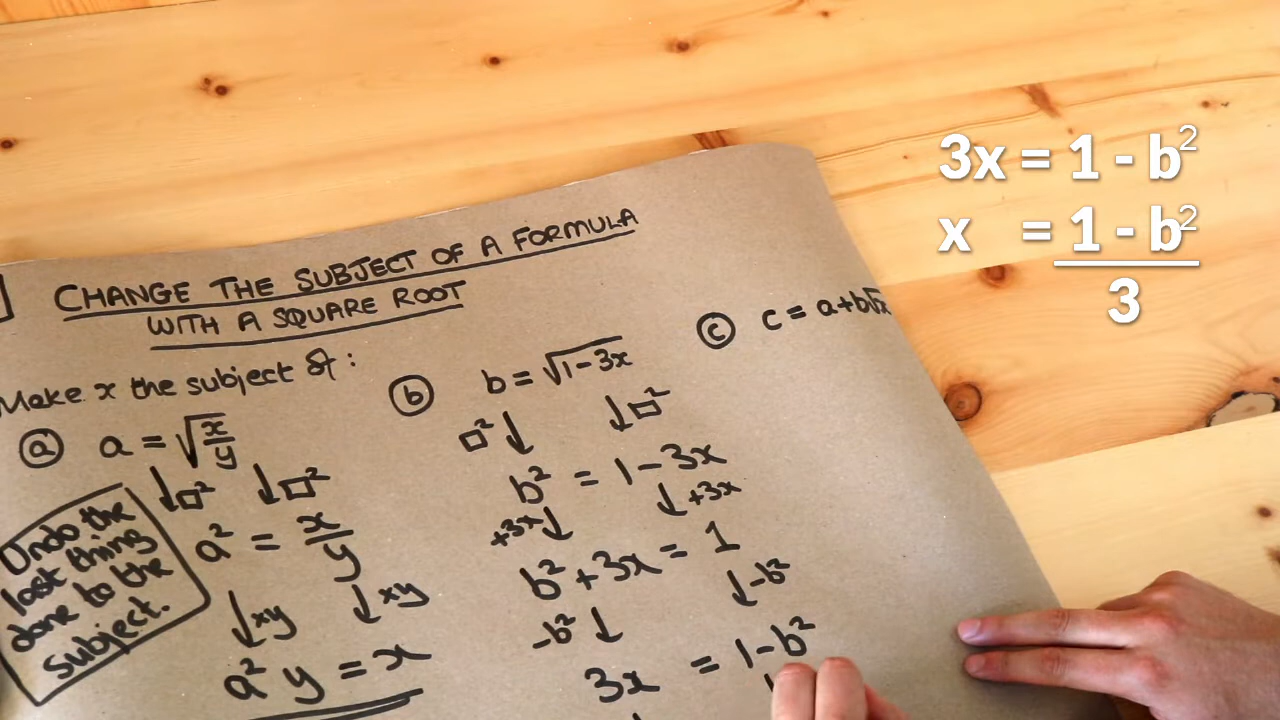 CHANGE THE SUBJECT OF A FORMULA
WITH A SQUARE ROOT
Make x the subject of:
(a) a = √(x/y)
↓□² ↓□²
a² = x/y
↓xy ↓xy
a² y = x
Undo the
last thing
done to the
subject.
(b) b = √(1-3x)
□²↓ ↓□²
b² = 1-3x
+3x↓ ↓+3x
b² +3x = 1
-b²↓ ↓-b²
3x = 1-b²
(c) c = a+b√x
3x = 1 - b²
x = 1 - b²
3